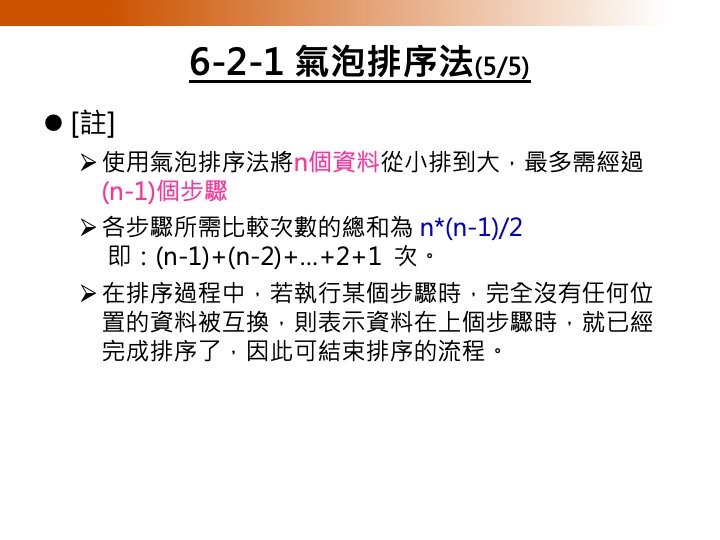 6-2-1 氣泡排序法(5/5)
[註]
使用氣泡排序法將n個資料從小排到大，最多需經過
(n-1)個步驟
各步驟所需比較次數的總和為 n*(n-1)/2
即：(n-1)+(n-2)+…+2+1 次。
在排序過程中，若執行某個步驟時，完全沒有任何位
置的資料被互換，則表示資料在上個步驟時，就已經
完成排序了，因此可結束排序的流程。